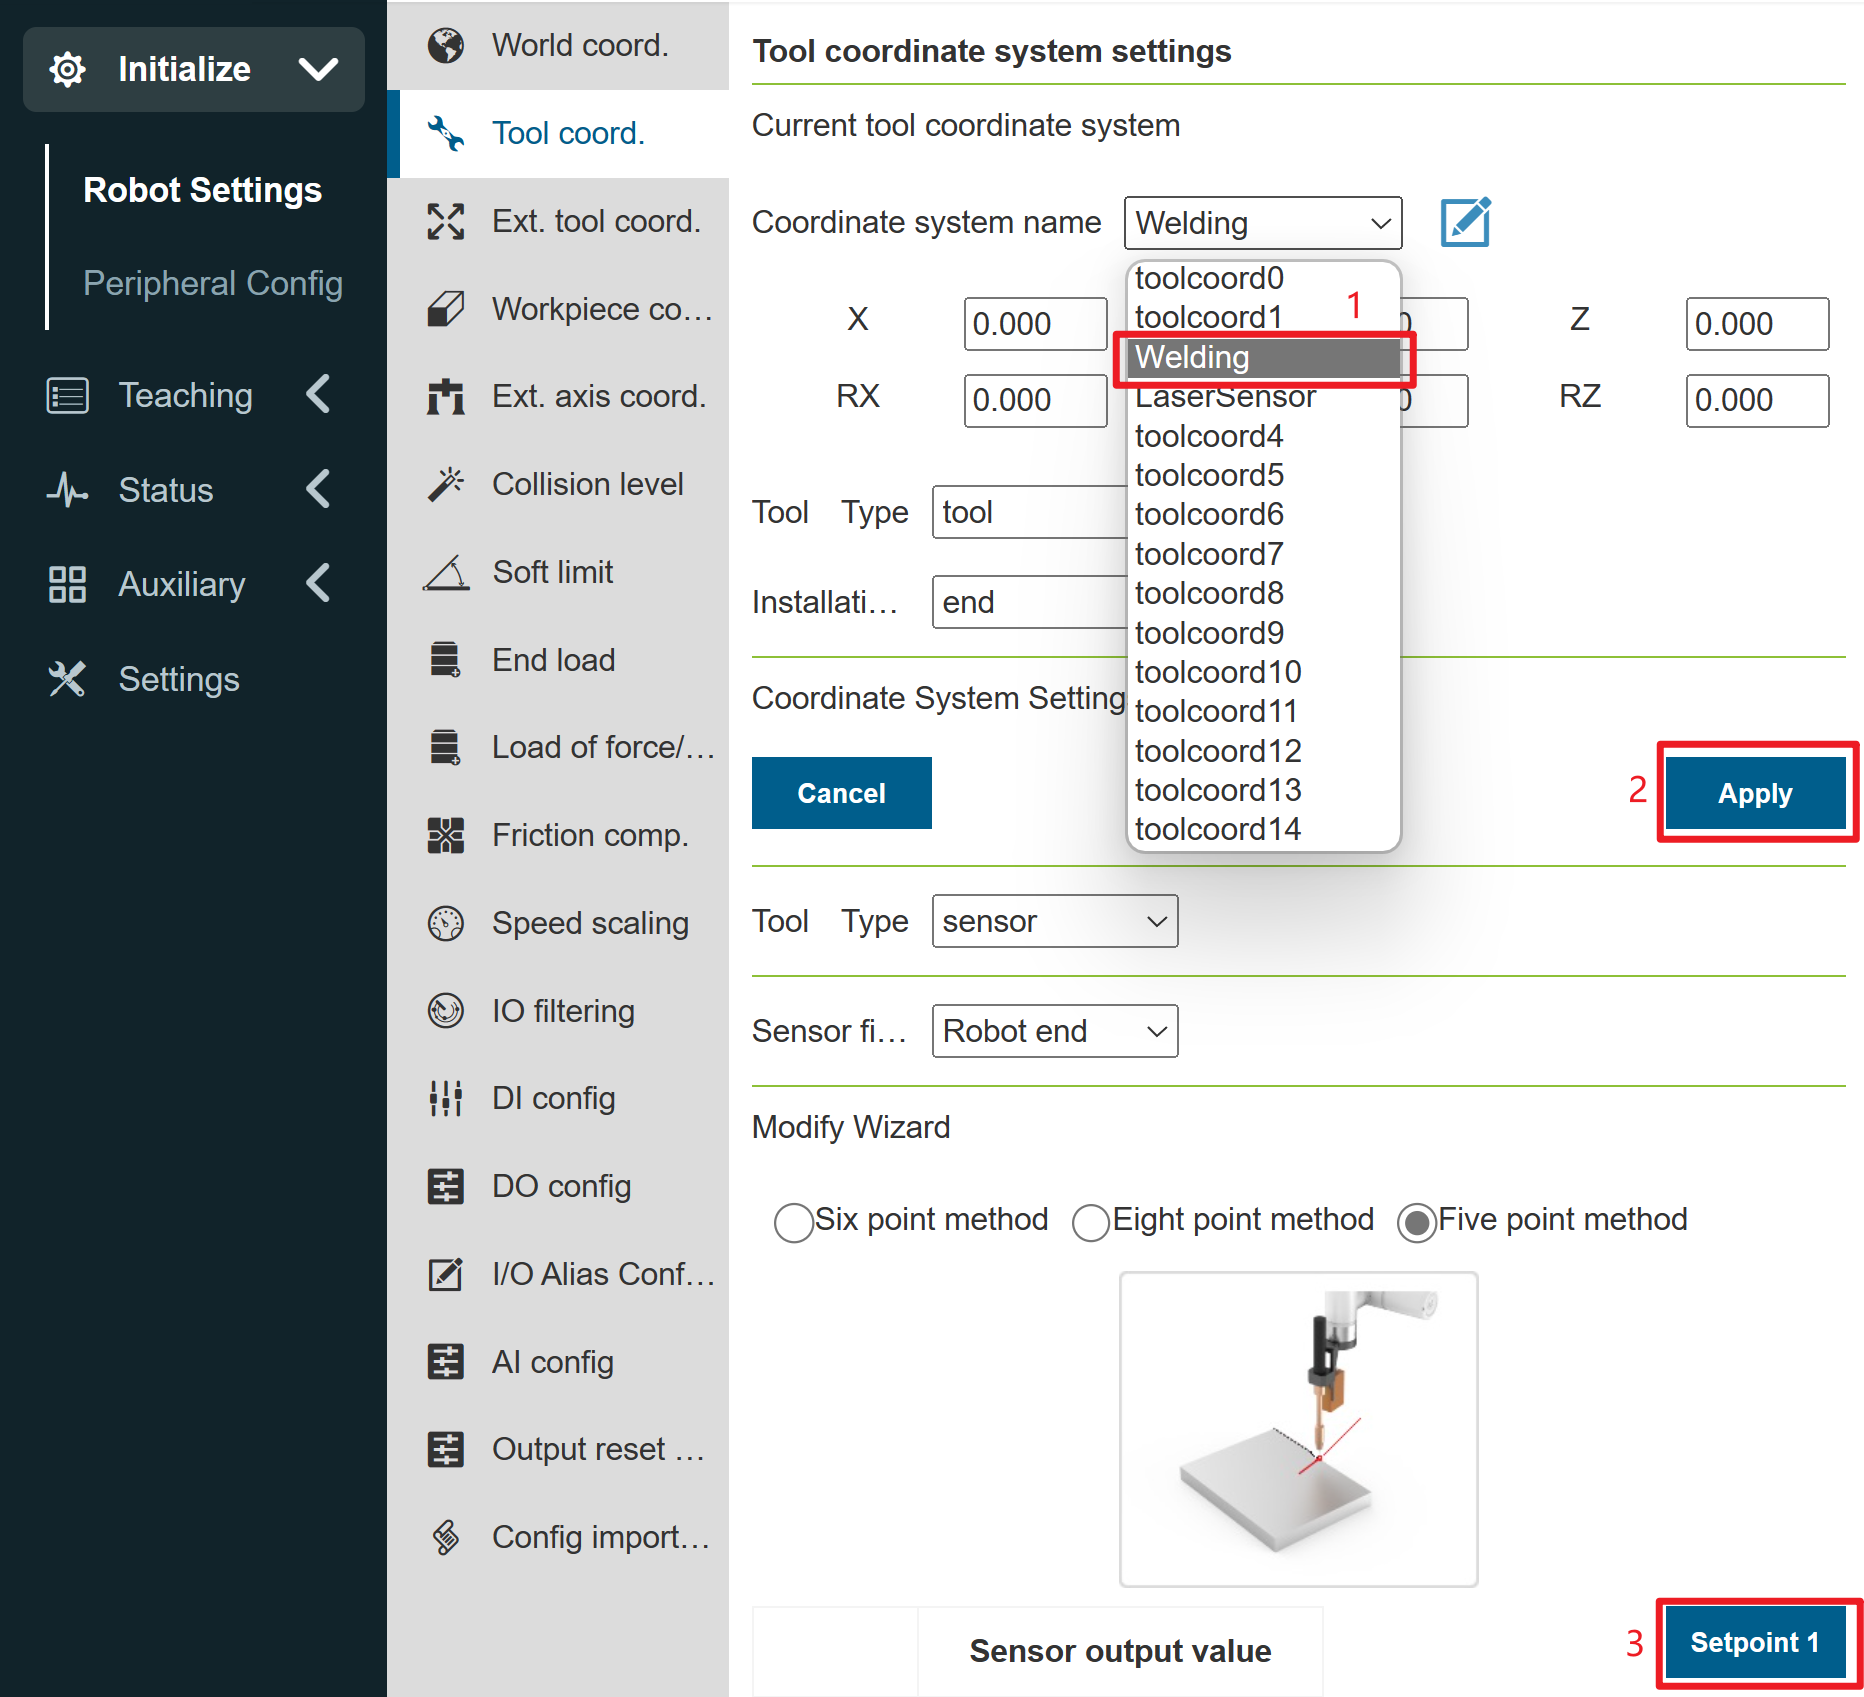 Initialize
Robot Settings
Peripheral Config
Teaching
Status
Auxiliary
Settings
World coord.
Tool coord.
Ext. tool coord.
Workpiece co…
Ext. axis coord.
Collision level
Soft limit
End load
Load of force/…
Friction comp.
Speed scaling
IO filtering
DI config
DO config
I/O Alias Conf…
AI config
Output reset …
Config import…
Tool coordinate system settings
Current tool coordinate system
Coordinate system name Welding
toolcoord0
toolcoord1
Welding
LaserSensor
toolcoord4
toolcoord5
toolcoord6
toolcoord7
toolcoord8
toolcoord9
toolcoord10
toolcoord11
toolcoord12
toolcoord13
toolcoord14
1
X 0.000 0 Z 0.000
RX 0.000 0 RZ 0.000
Tool Type tool
Installati… end
Coordinate System Setting
Cancel 2 Apply
Tool Type sensor
Sensor fi… Robot end
Modify Wizard
Six point method Eight point method Five point method
Sensor output value 3 Setpoint 1